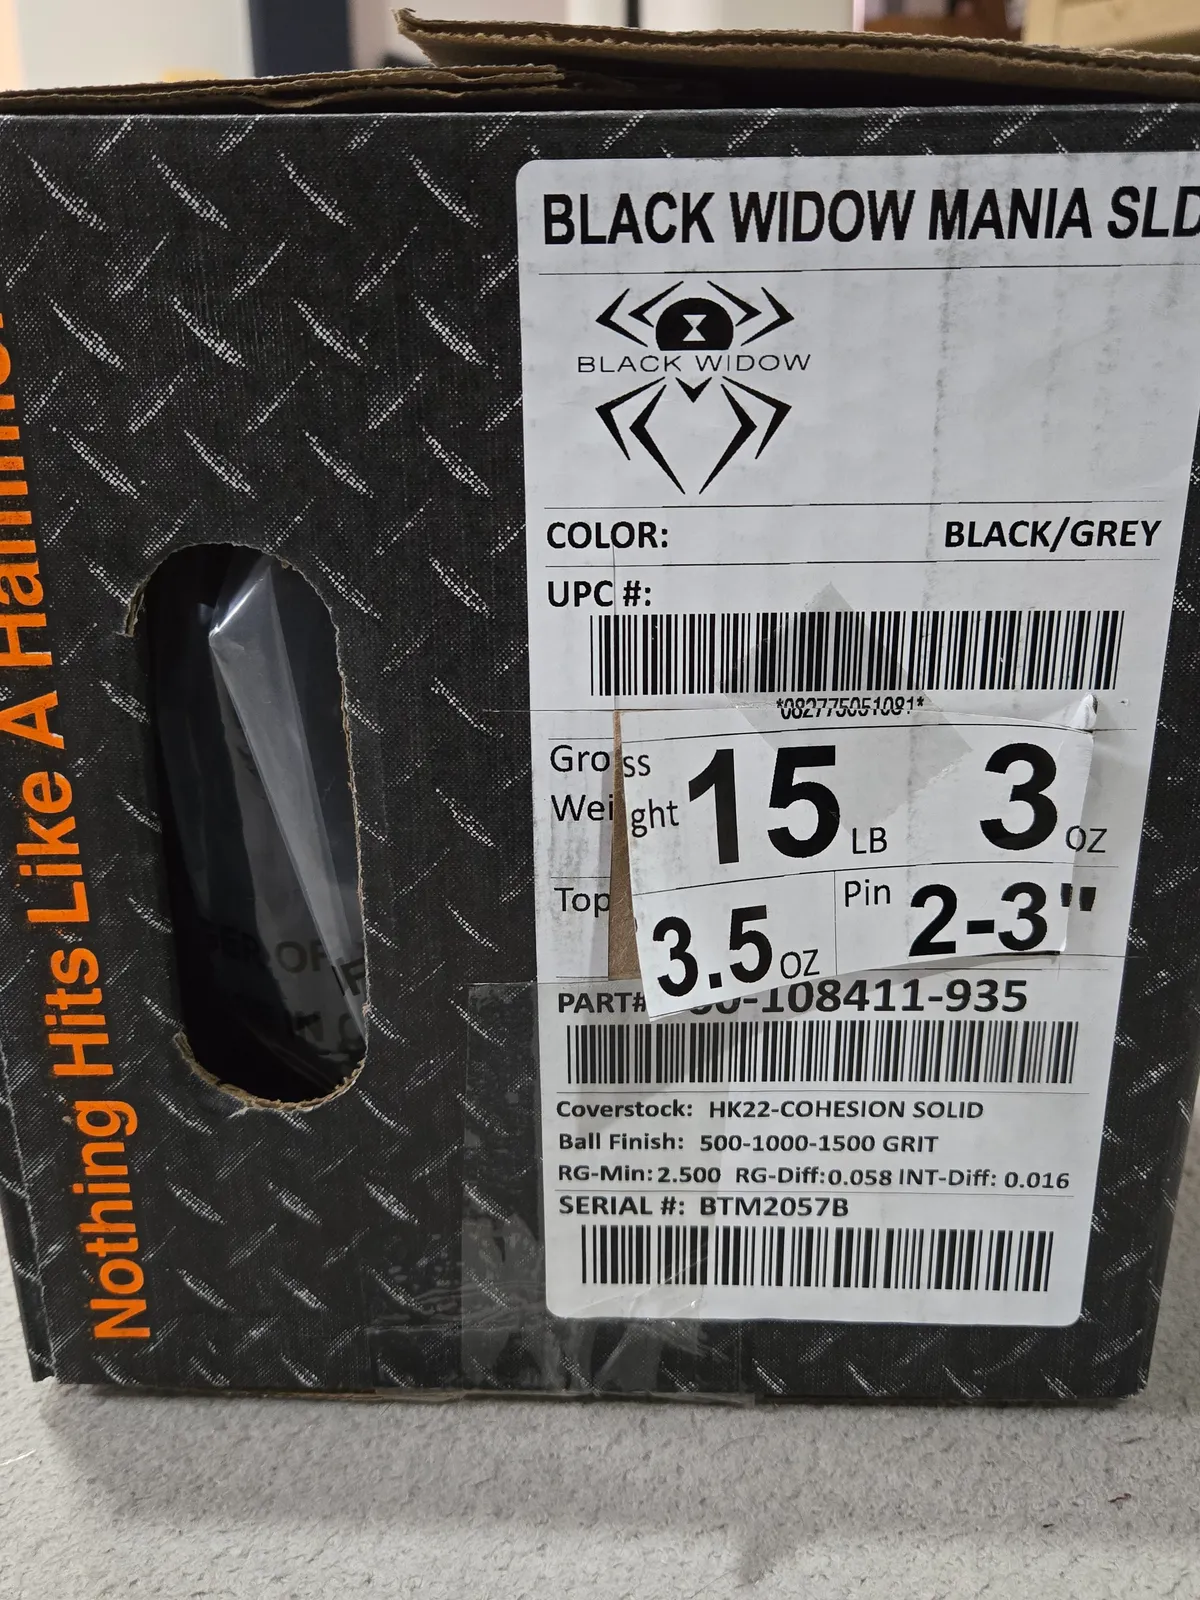 Nothing Hits Like A Hammer
BLACK WIDOW MANIA SLD
BLACK WIDOW
COLOR: BLACK/GREY
UPC #:
*082775051081*
Gross
Weight 15 LB 3 OZ
Top 3.5 OZ Pin 2-3"
PART# -108411-935
Coverstock: HK22-COHESION SOLID
Ball Finish: 500-1000-1500 GRIT
RG-Min: 2.500 RG-Diff: 0.058 INT-Diff: 0.016
SERIAL #: BTM2057B